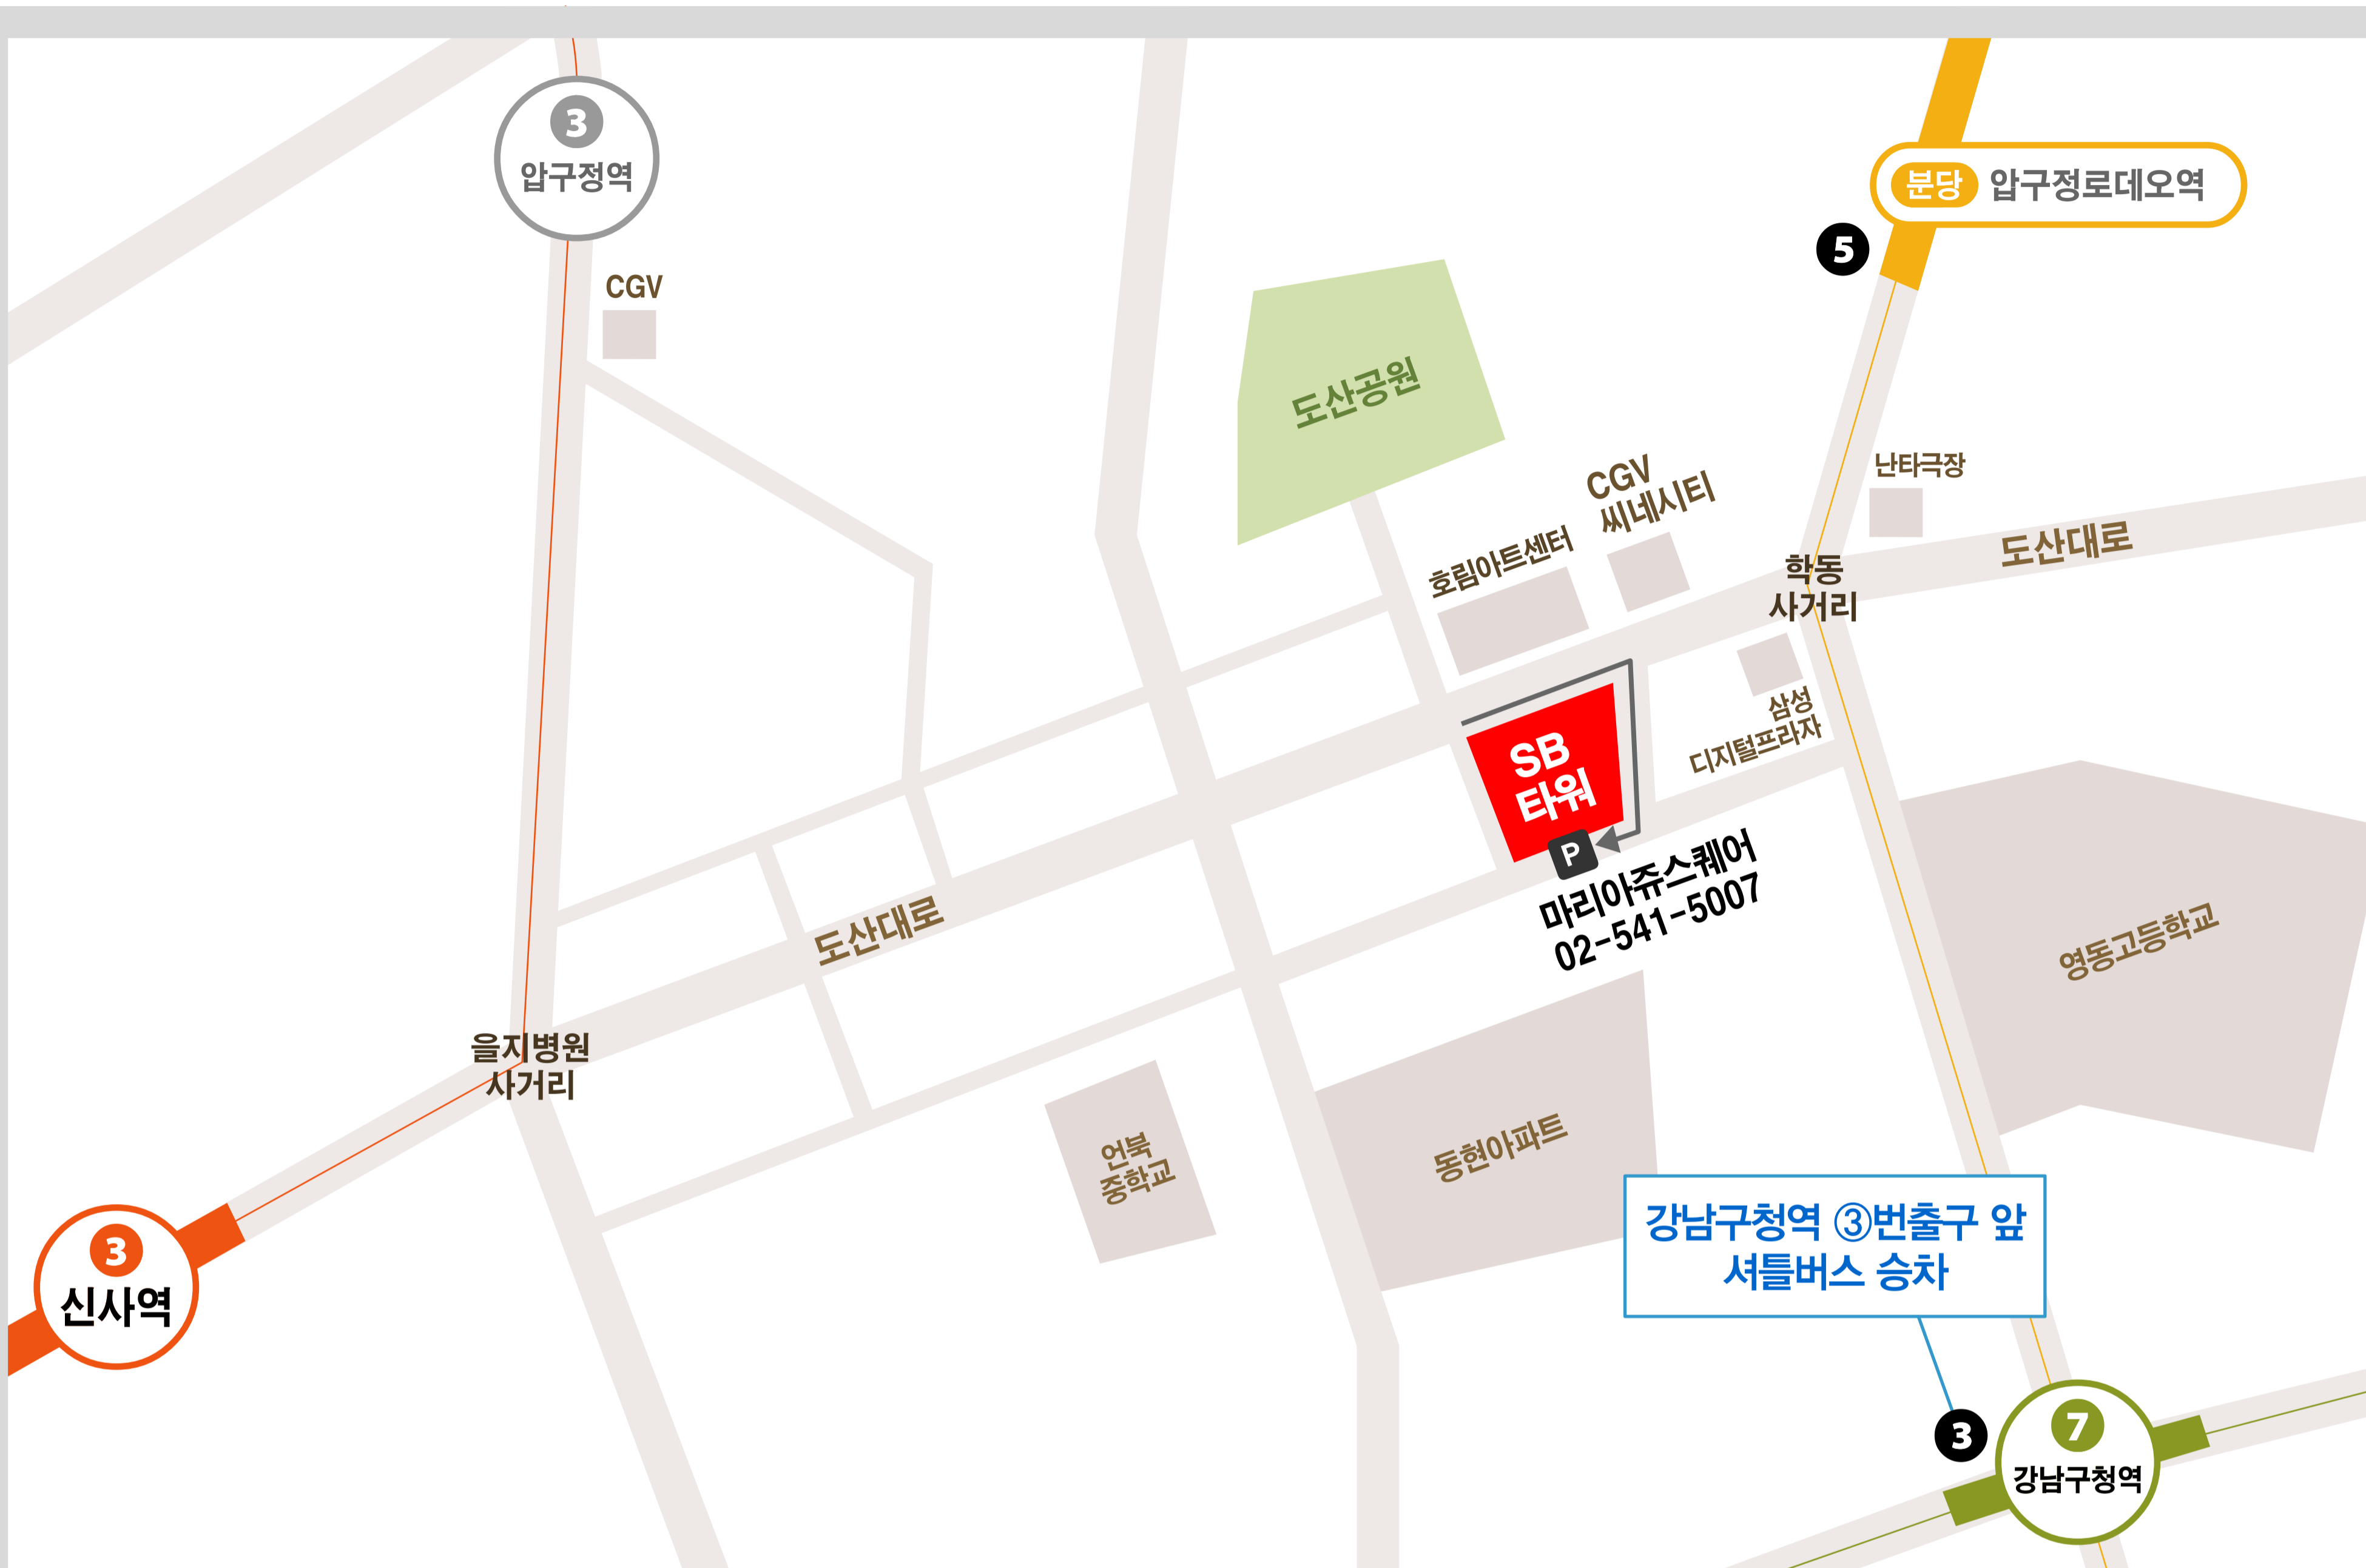 3
압구정역
CGV
분당 압구정로데오역
5
도산공원
CGV
씨네시티
호림아트센터
난타극장
도산대로
학동
사거리
삼성
디지털프라자
SB
타워
P
마리아쥬스퀘어
02-541-5007
도산대로
영동고등학교
을지병원
사거리
언북
중학교
동현아파트
강남구청역 ③번출구 앞
셔틀버스 승차
3
신사역
3
7
강남구청역